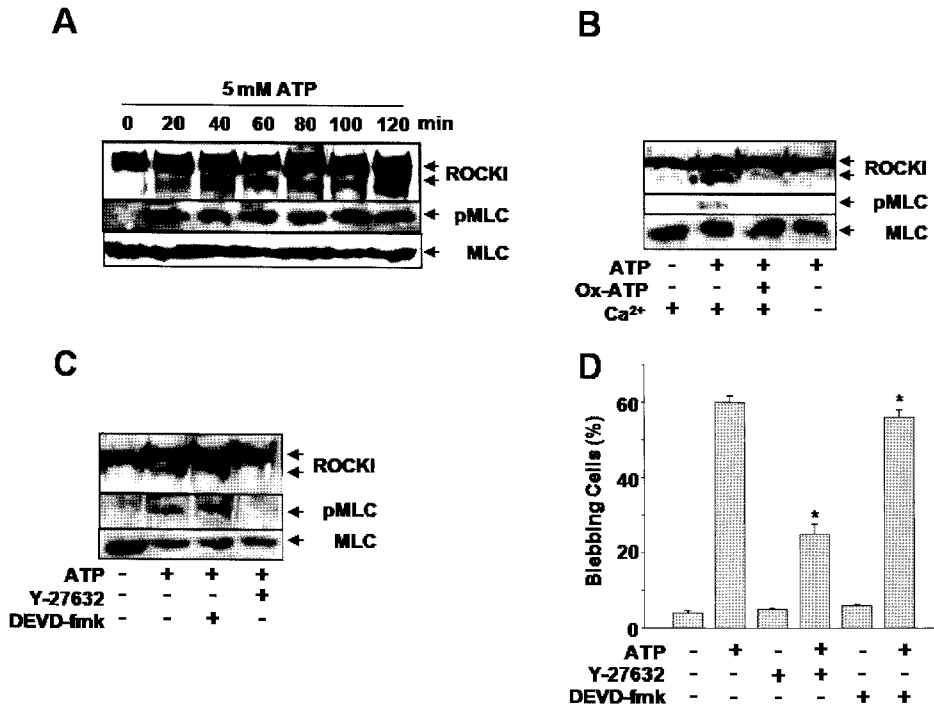 A
5 mM ATP
0 20 40 60 80 100 120 min
ROCKI
pMLC
MLC
B
ROCKI
pMLC
MLC
ATP - + + +
Ox-ATP - - + -
Ca²⁺ + + + -
C
ROCKI
pMLC
MLC
ATP - + + +
Y-27632 - - - +
DEVD-fmk - - + -
D
Blebbing Cells (%)
60
40
20
0
* *
ATP - + - + - +
Y-27632 - - + + - -
DEVD-fmk - - - - + +